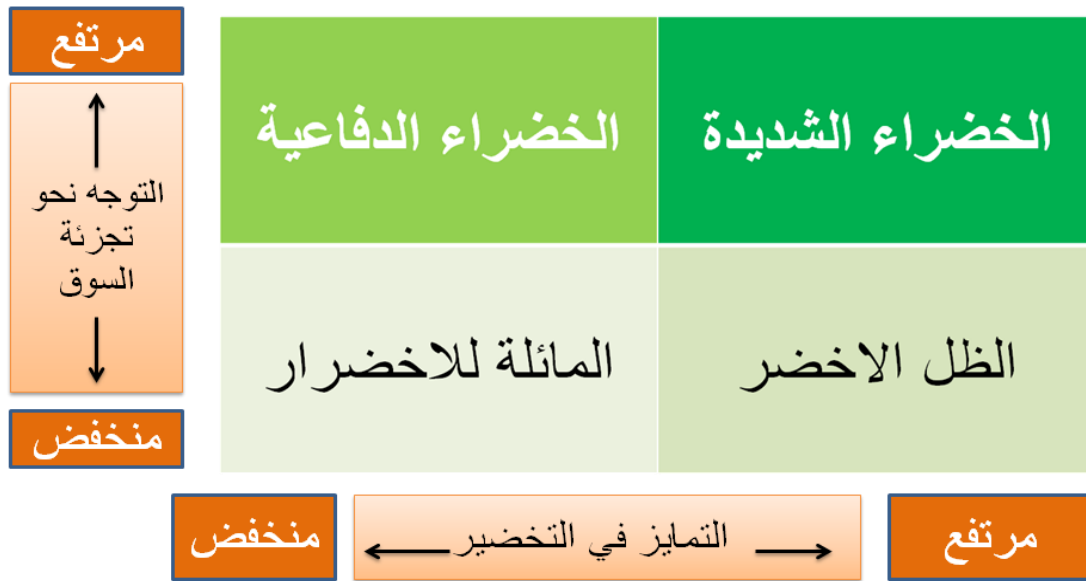 مرتفع
الخضراء الشديدة
الخضراء الدفاعية
التوجه نحو
تجزئة
السوق
الظل الاخضر
المائلة للاخضرار
منخفض
مرتفع
التمايز في التخضير
منخفض